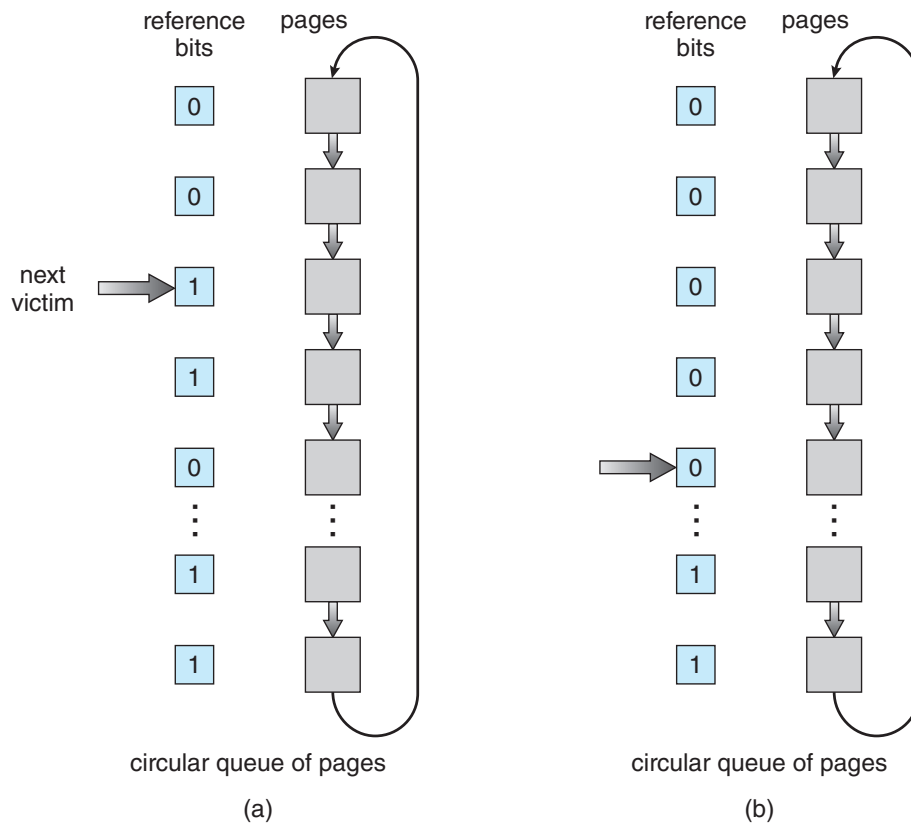 reference bits
pages
0
0
next victim
1
1
0
1
1
circular queue of pages
(a)
reference bits
pages
0
0
0
0
0
1
1
circular queue of pages
(b)